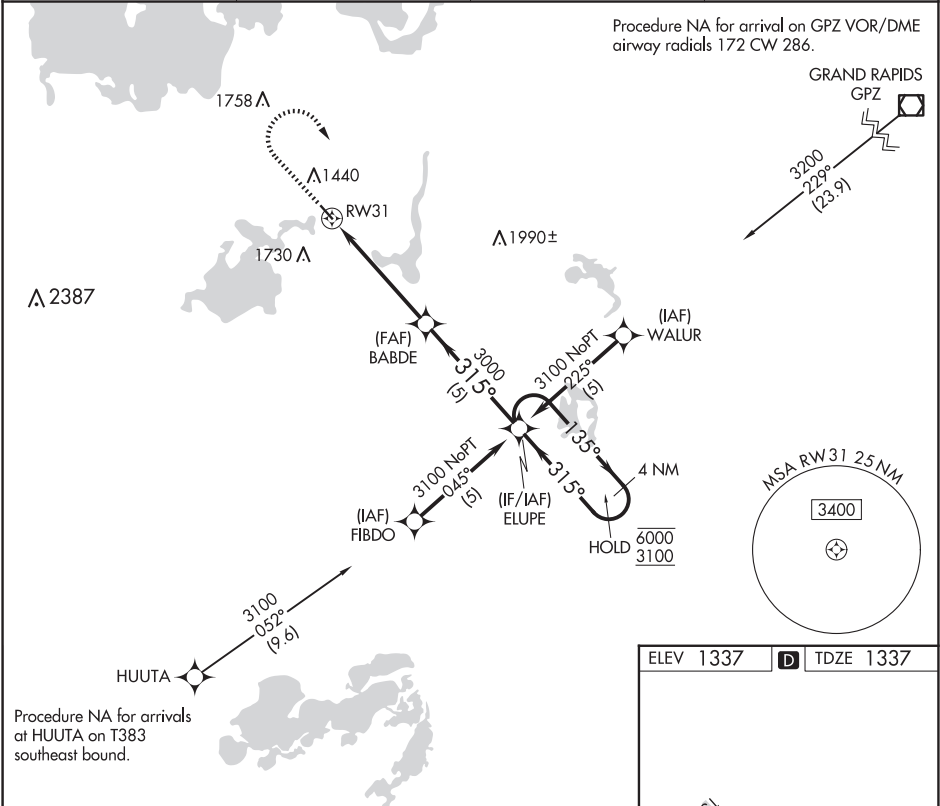 Procedure NA for arrival on GPZ VOR/DME
airway radials 172 CW 286.
GRAND RAPIDS
GPZ
3200
229°
(23.9)
1758
1440
RW31
1730
1990±
2387
(FAF)
BABDE
3000
315°
(5)
(IAF)
WALUR
3100 NoPT
225°
(5)
135°
4 NM
315°
3100 NoPT
045°
(5)
(IF/IAF)
ELUPE
(IAF)
FIBDO
HOLD
6000
3100
MSA RW31 25 NM
3400
3100
052°
(9.6)
HUUTA
Procedure NA for arrivals
at HUUTA on T383
southeast bound.
ELEV 1337
D
TDZE 1337